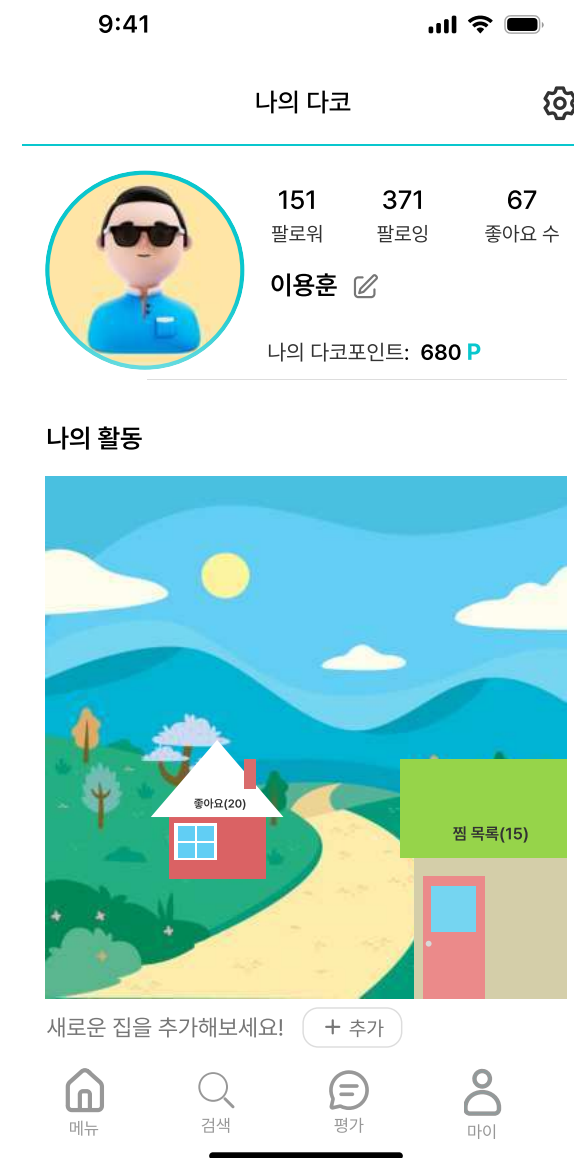 9:41
나의 다코
151 371 67
팔로워 팔로잉 좋아요 수
이용훈
나의 다코포인트: 680 P
나의 활동
좋아요(20)
찜 목록(15)
새로운 집을 추가해보세요! + 추가
메뉴 검색 평가 마이